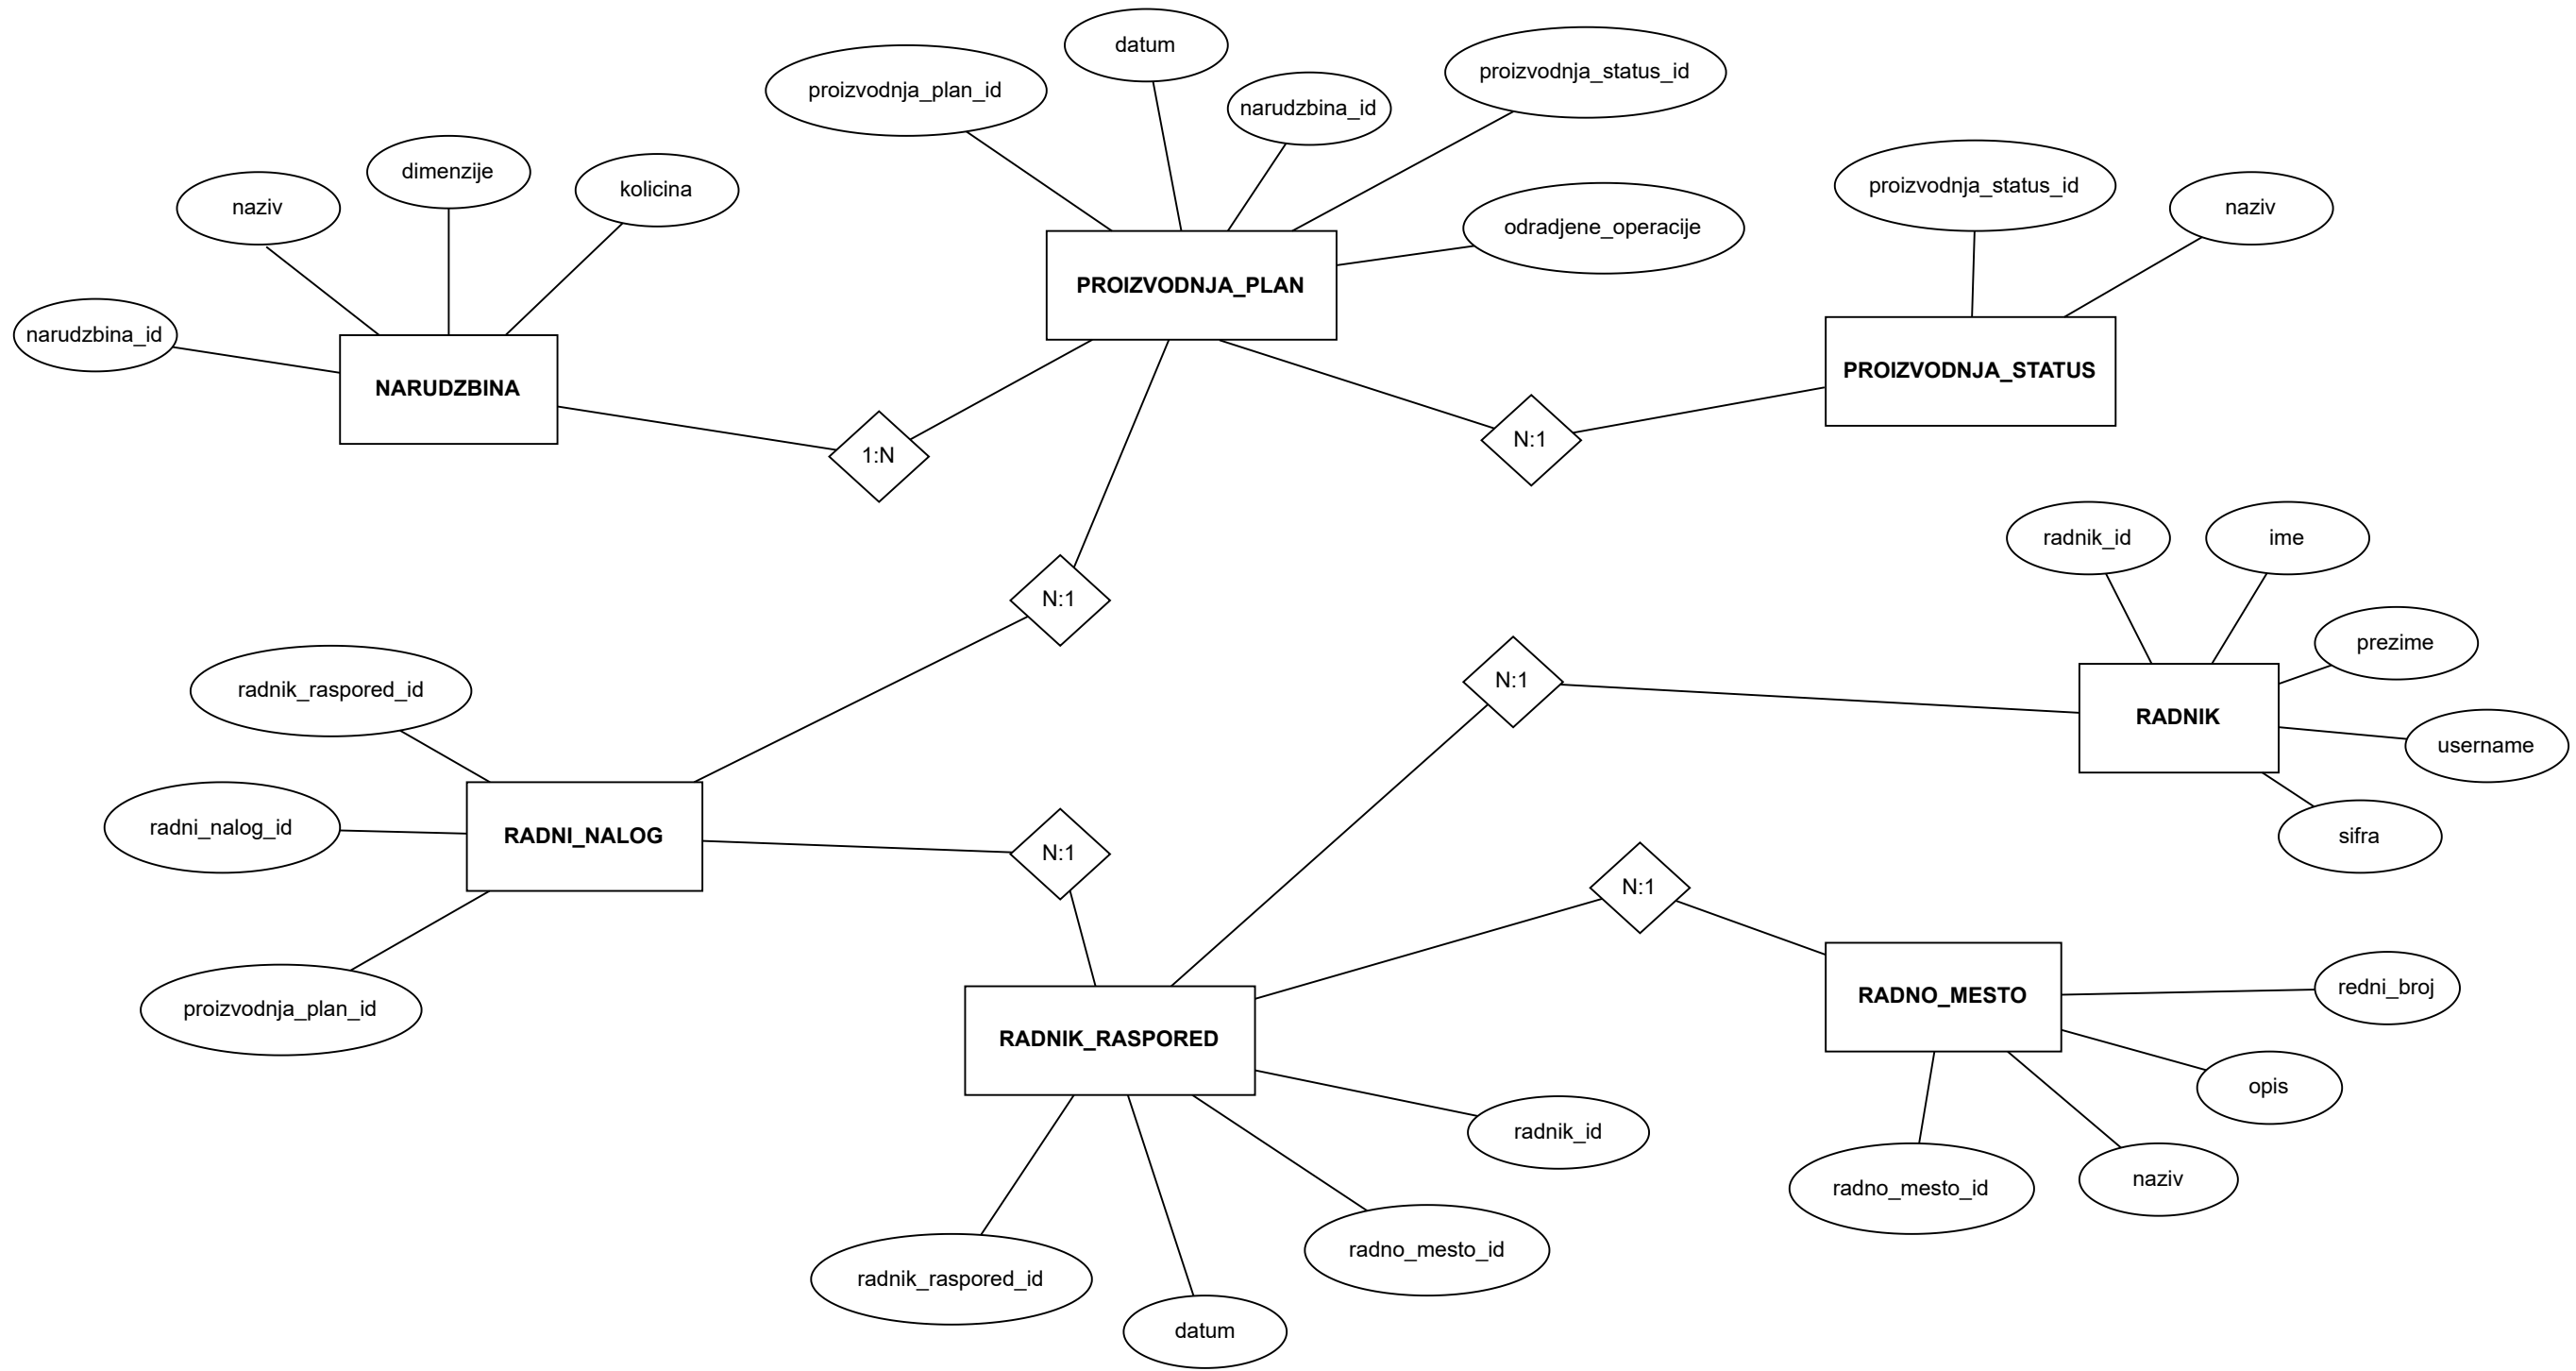 datum
proizvodnja_status_id
proizvodnja_plan_id
narudzbina_id
dimenzije
kolicina
naziv
odradjene_operacije
proizvodnja_status_id
naziv
PROIZVODNJA_PLAN
narudzbina_id
NARUDZBINA
PROIZVODNJA_STATUS
1:N
N:1
radnik_id
ime
N:1
prezime
radnik_raspored_id
N:1
RADNIK
username
radni_nalog_id
RADNI_NALOG
sifra
N:1
N:1
redni_broj
RADNO_MESTO
proizvodnja_plan_id
RADNIK_RASPORED
opis
radnik_id
naziv
radno_mesto_id
radno_mesto_id
radnik_raspored_id
datum